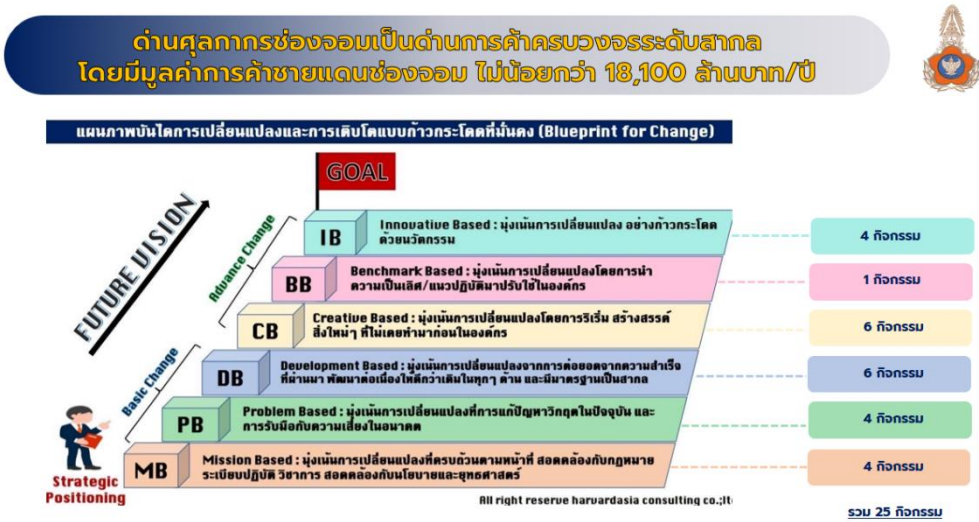 ด่านศุลกากรช่องจอมเป็นด่านการค้าครบวงจรระดับสากล
โดยมีมูลค่าการค้าชายแดนช่องจอม ไม่น้อยกว่า 18,100 ล้านบาท/ปี
แผนภาพบันไดการเปลี่ยนแปลงและการเติบโตแบบก้าวกระโดดที่มั่นคง (Blueprint for Change)
GOAL
FUTURE VISION
Advance Change
IB
Innovative Based : มุ่งเน้นการเปลี่ยนแปลง อย่างก้าวกระโดด
ด้วยนวัตกรรม
4 กิจกรรม
BB
Benchmark Based : มุ่งเน้นการเปลี่ยนแปลงโดยการนำ
ความเป็นเลิศ/แนวปฏิบัติมาปรับใช้ในองค์กร
1 กิจกรรม
CB
Creative Based : มุ่งเน้นการเปลี่ยนแปลงโดยการริเริ่ม สร้างสรรค์
สิ่งใหม่ๆ ที่ไม่เคยทำมาก่อนในองค์กร
6 กิจกรรม
Basic Change
DB
Development Based : มุ่งเน้นการเปลี่ยนแปลงจากการต่อยอดจากความสำเร็จ
ที่ผ่านมา พัฒนาต่อเนื่องให้ดีกว่าเดิมในทุกๆ ด้าน และมีมาตรฐานเป็นสากล
6 กิจกรรม
PB
Problem Based : มุ่งเน้นการเปลี่ยนแปลงที่การแก้ปัญหาวิกฤตในปัจจุบัน และ
การรับมือกับความเสี่ยงในอนาคต
4 กิจกรรม
MB
Mission Based : มุ่งเน้นการเปลี่ยนแปลงที่ครบถ้วนตามหน้าที่ สอดคล้องกับกฎหมาย
ระเบียบปฏิบัติ วิชาการ สอดคล้องกับนโยบายและยุทธศาสตร์
4 กิจกรรม
Strategic
Positioning
All right reserve harvardasia consulting co.;lt
รวม 25 กิจกรรม